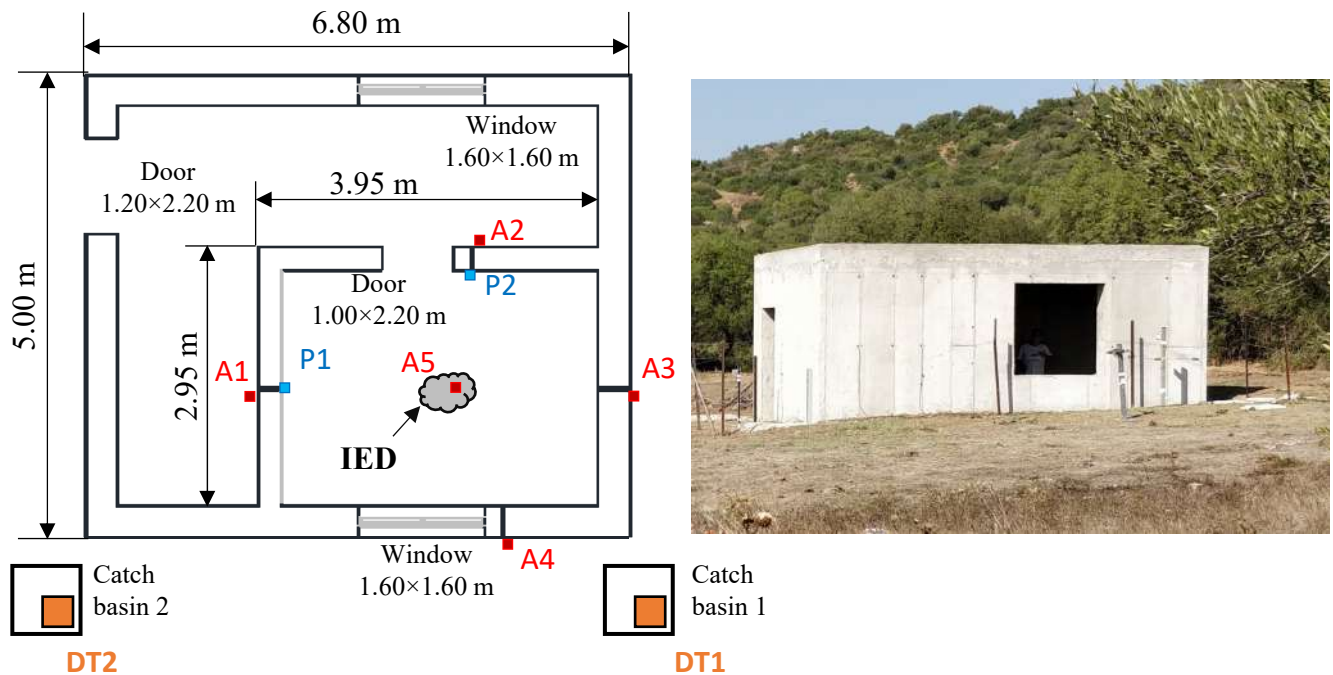 6.80 m
Window
1.60×1.60 m
Door
1.20×2.20 m
3.95 m
A2
P2
Door
1.00×2.20 m
5.00 m
2.95 m
A1
P1
A5
A3
IED
A4
Window
1.60×1.60 m
Catch
basin 2
Catch
basin 1
DT2
DT1